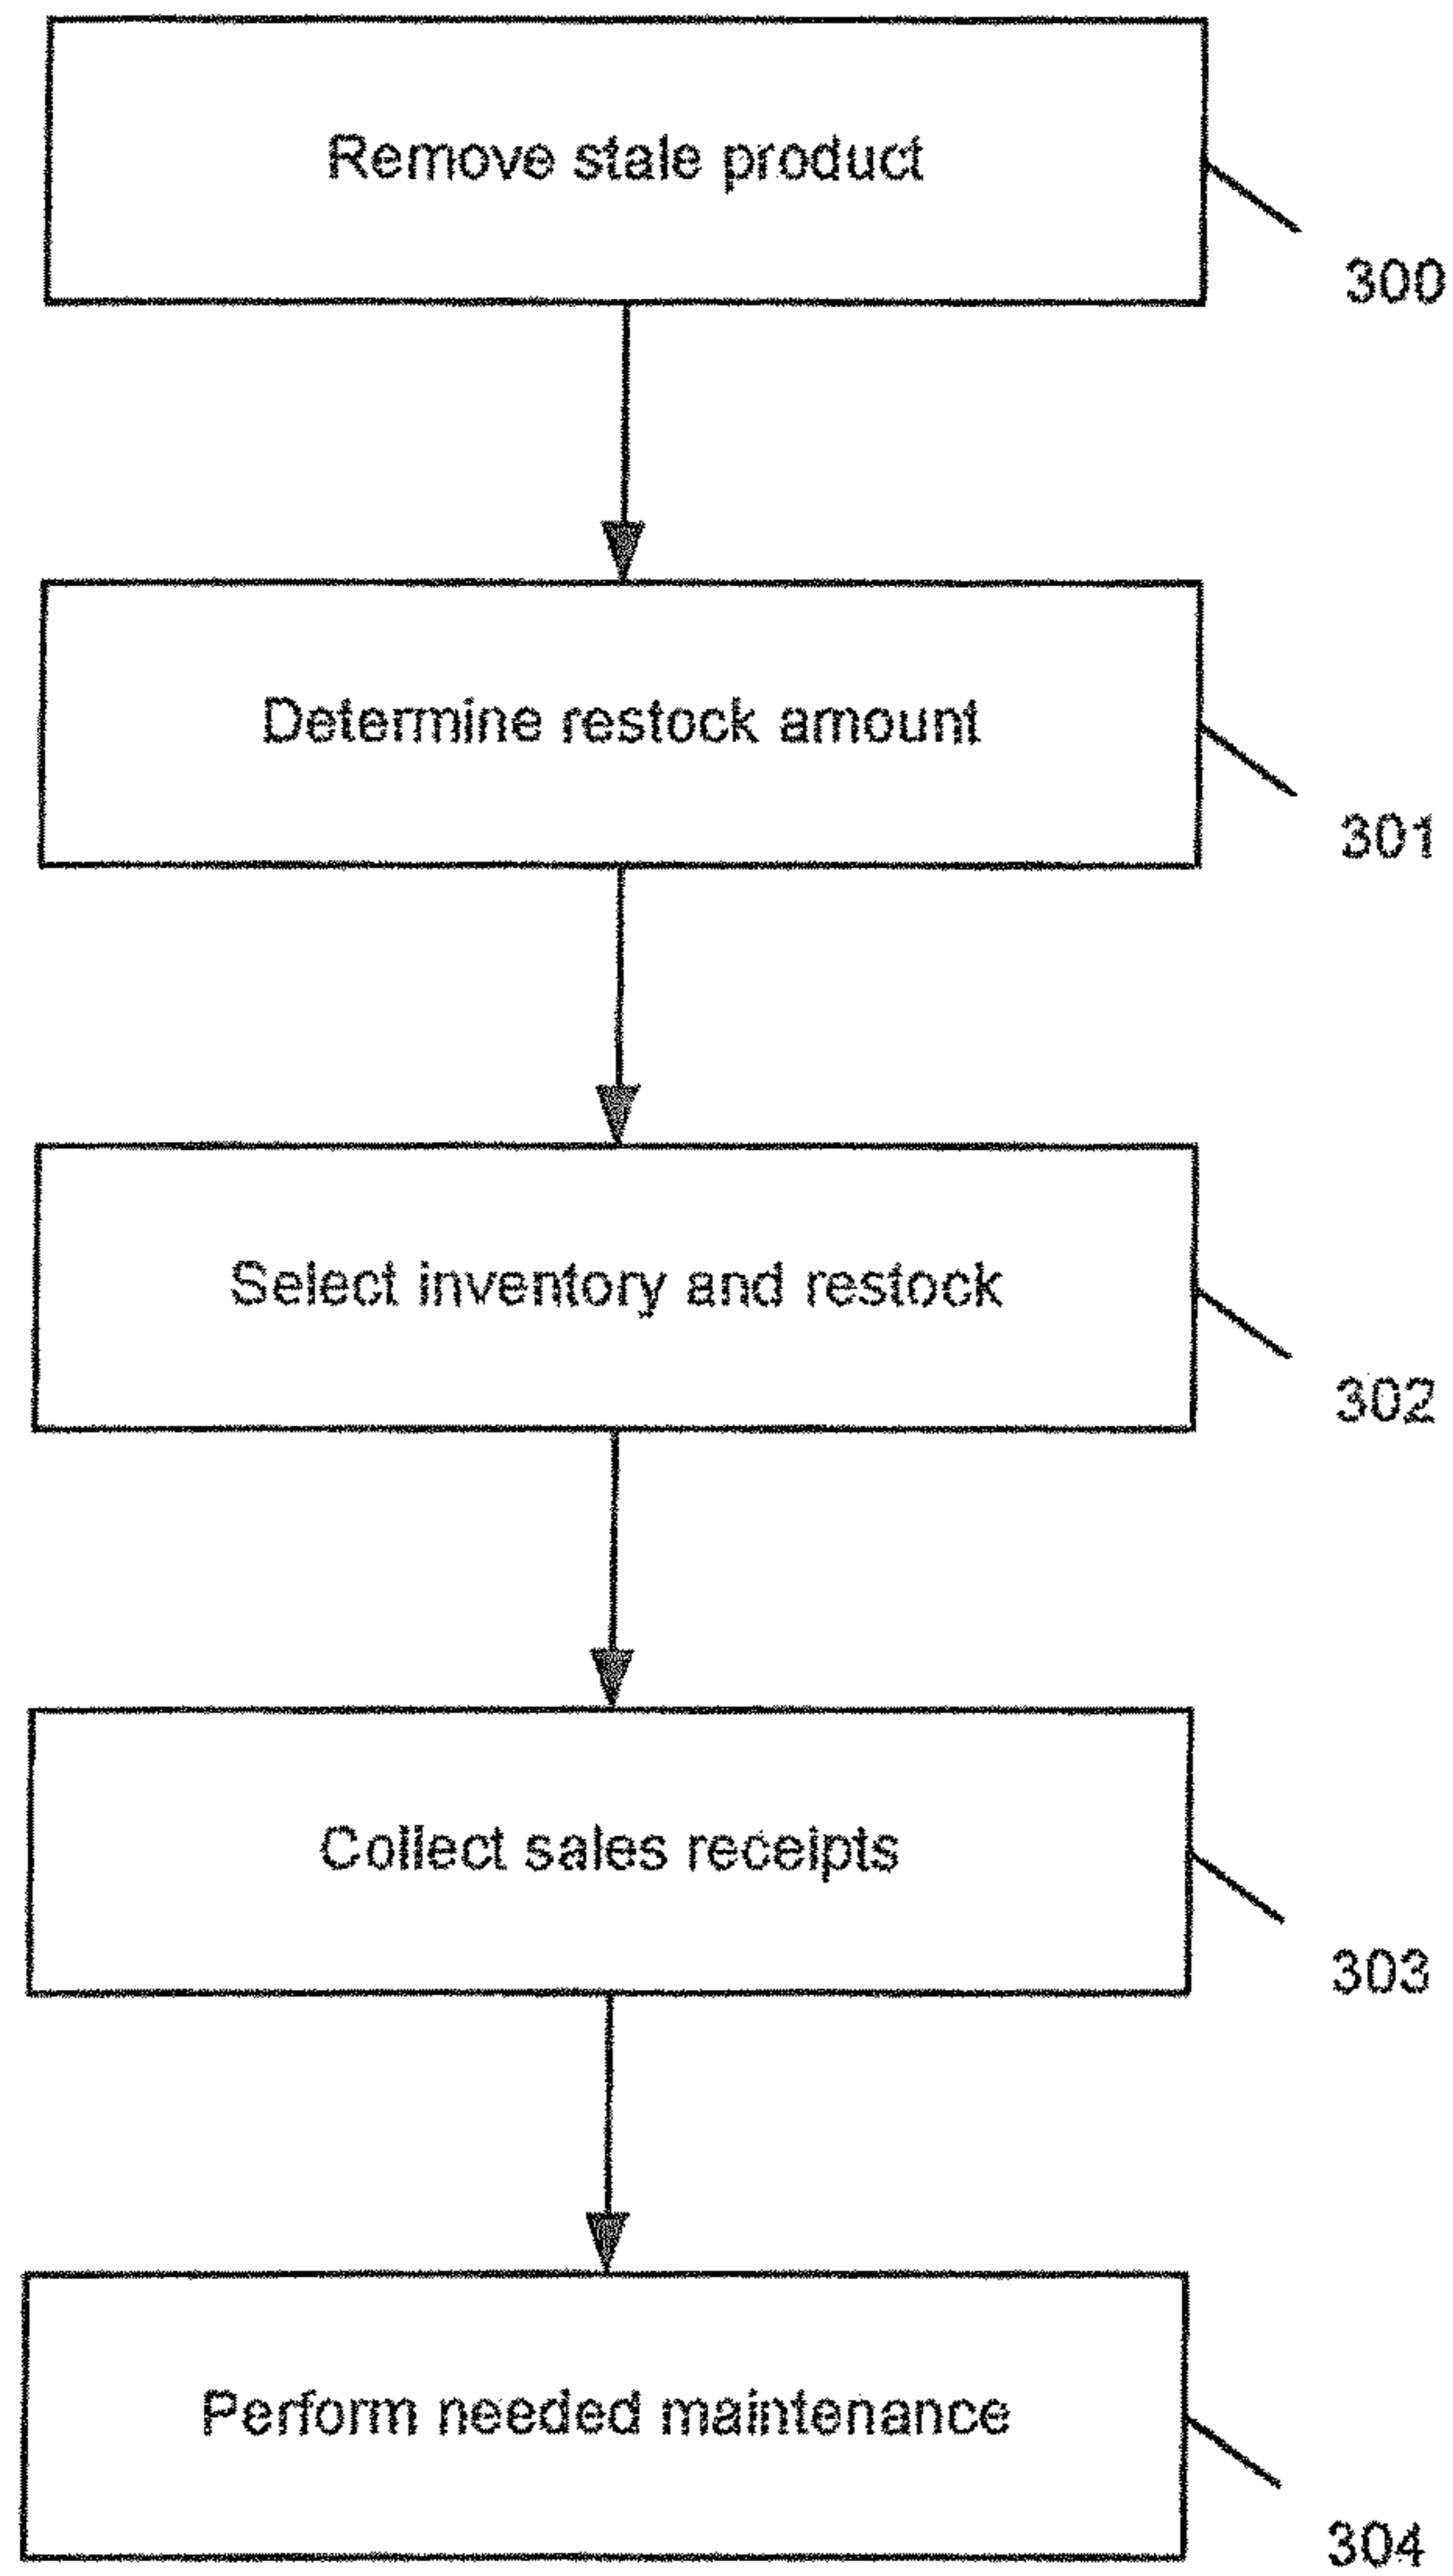 Remove stale product
300
Determine restock amount
301
Select inventory and restock
302
Collect sales receipts
303
Perform needed maintenance
304